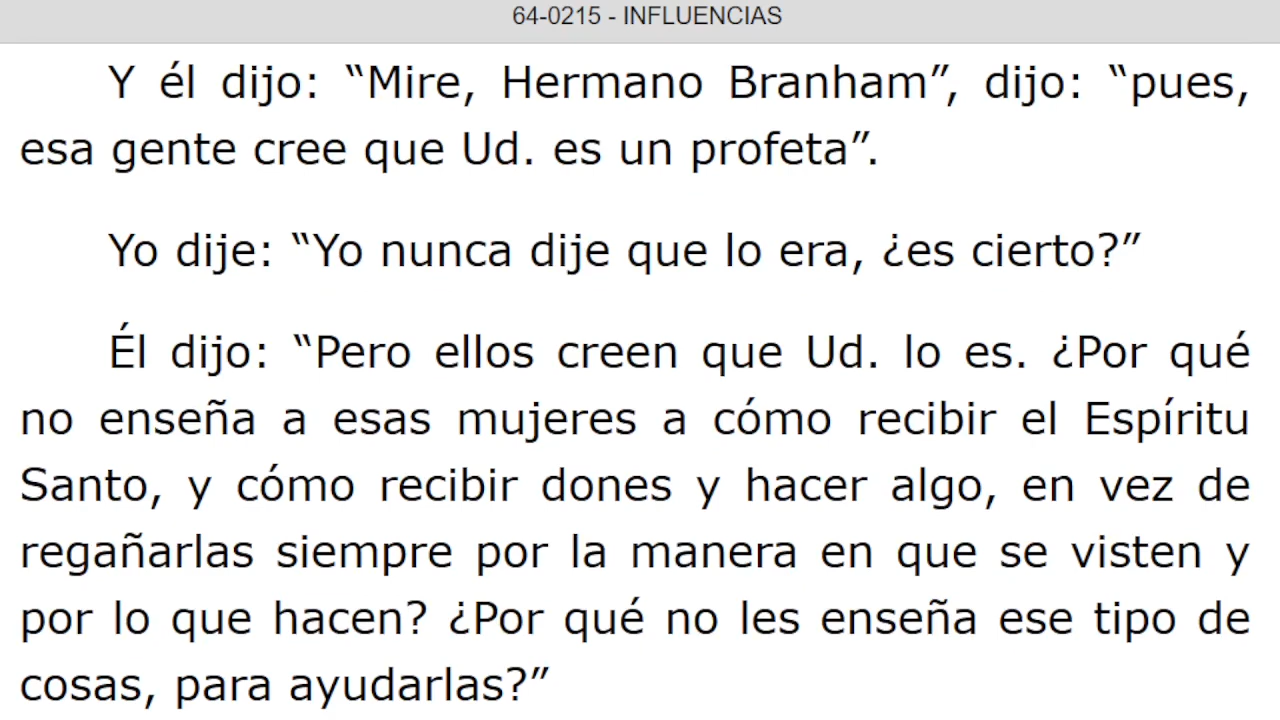 64-0215 - INFLUENCIAS
Y él dijo: “Mire, Hermano Branham”, dijo: “pues,
esa gente cree que Ud. es un profeta”.
Yo dije: “Yo nunca dije que lo era, ¿es cierto?”
Él dijo: “Pero ellos creen que Ud. lo es. ¿Por qué
no enseña a esas mujeres a cómo recibir el Espíritu
Santo, y cómo recibir dones y hacer algo, en vez de
regañarlas siempre por la manera en que se visten y
por lo que hacen? ¿Por qué no les enseña ese tipo de
cosas, para ayudarlas?”